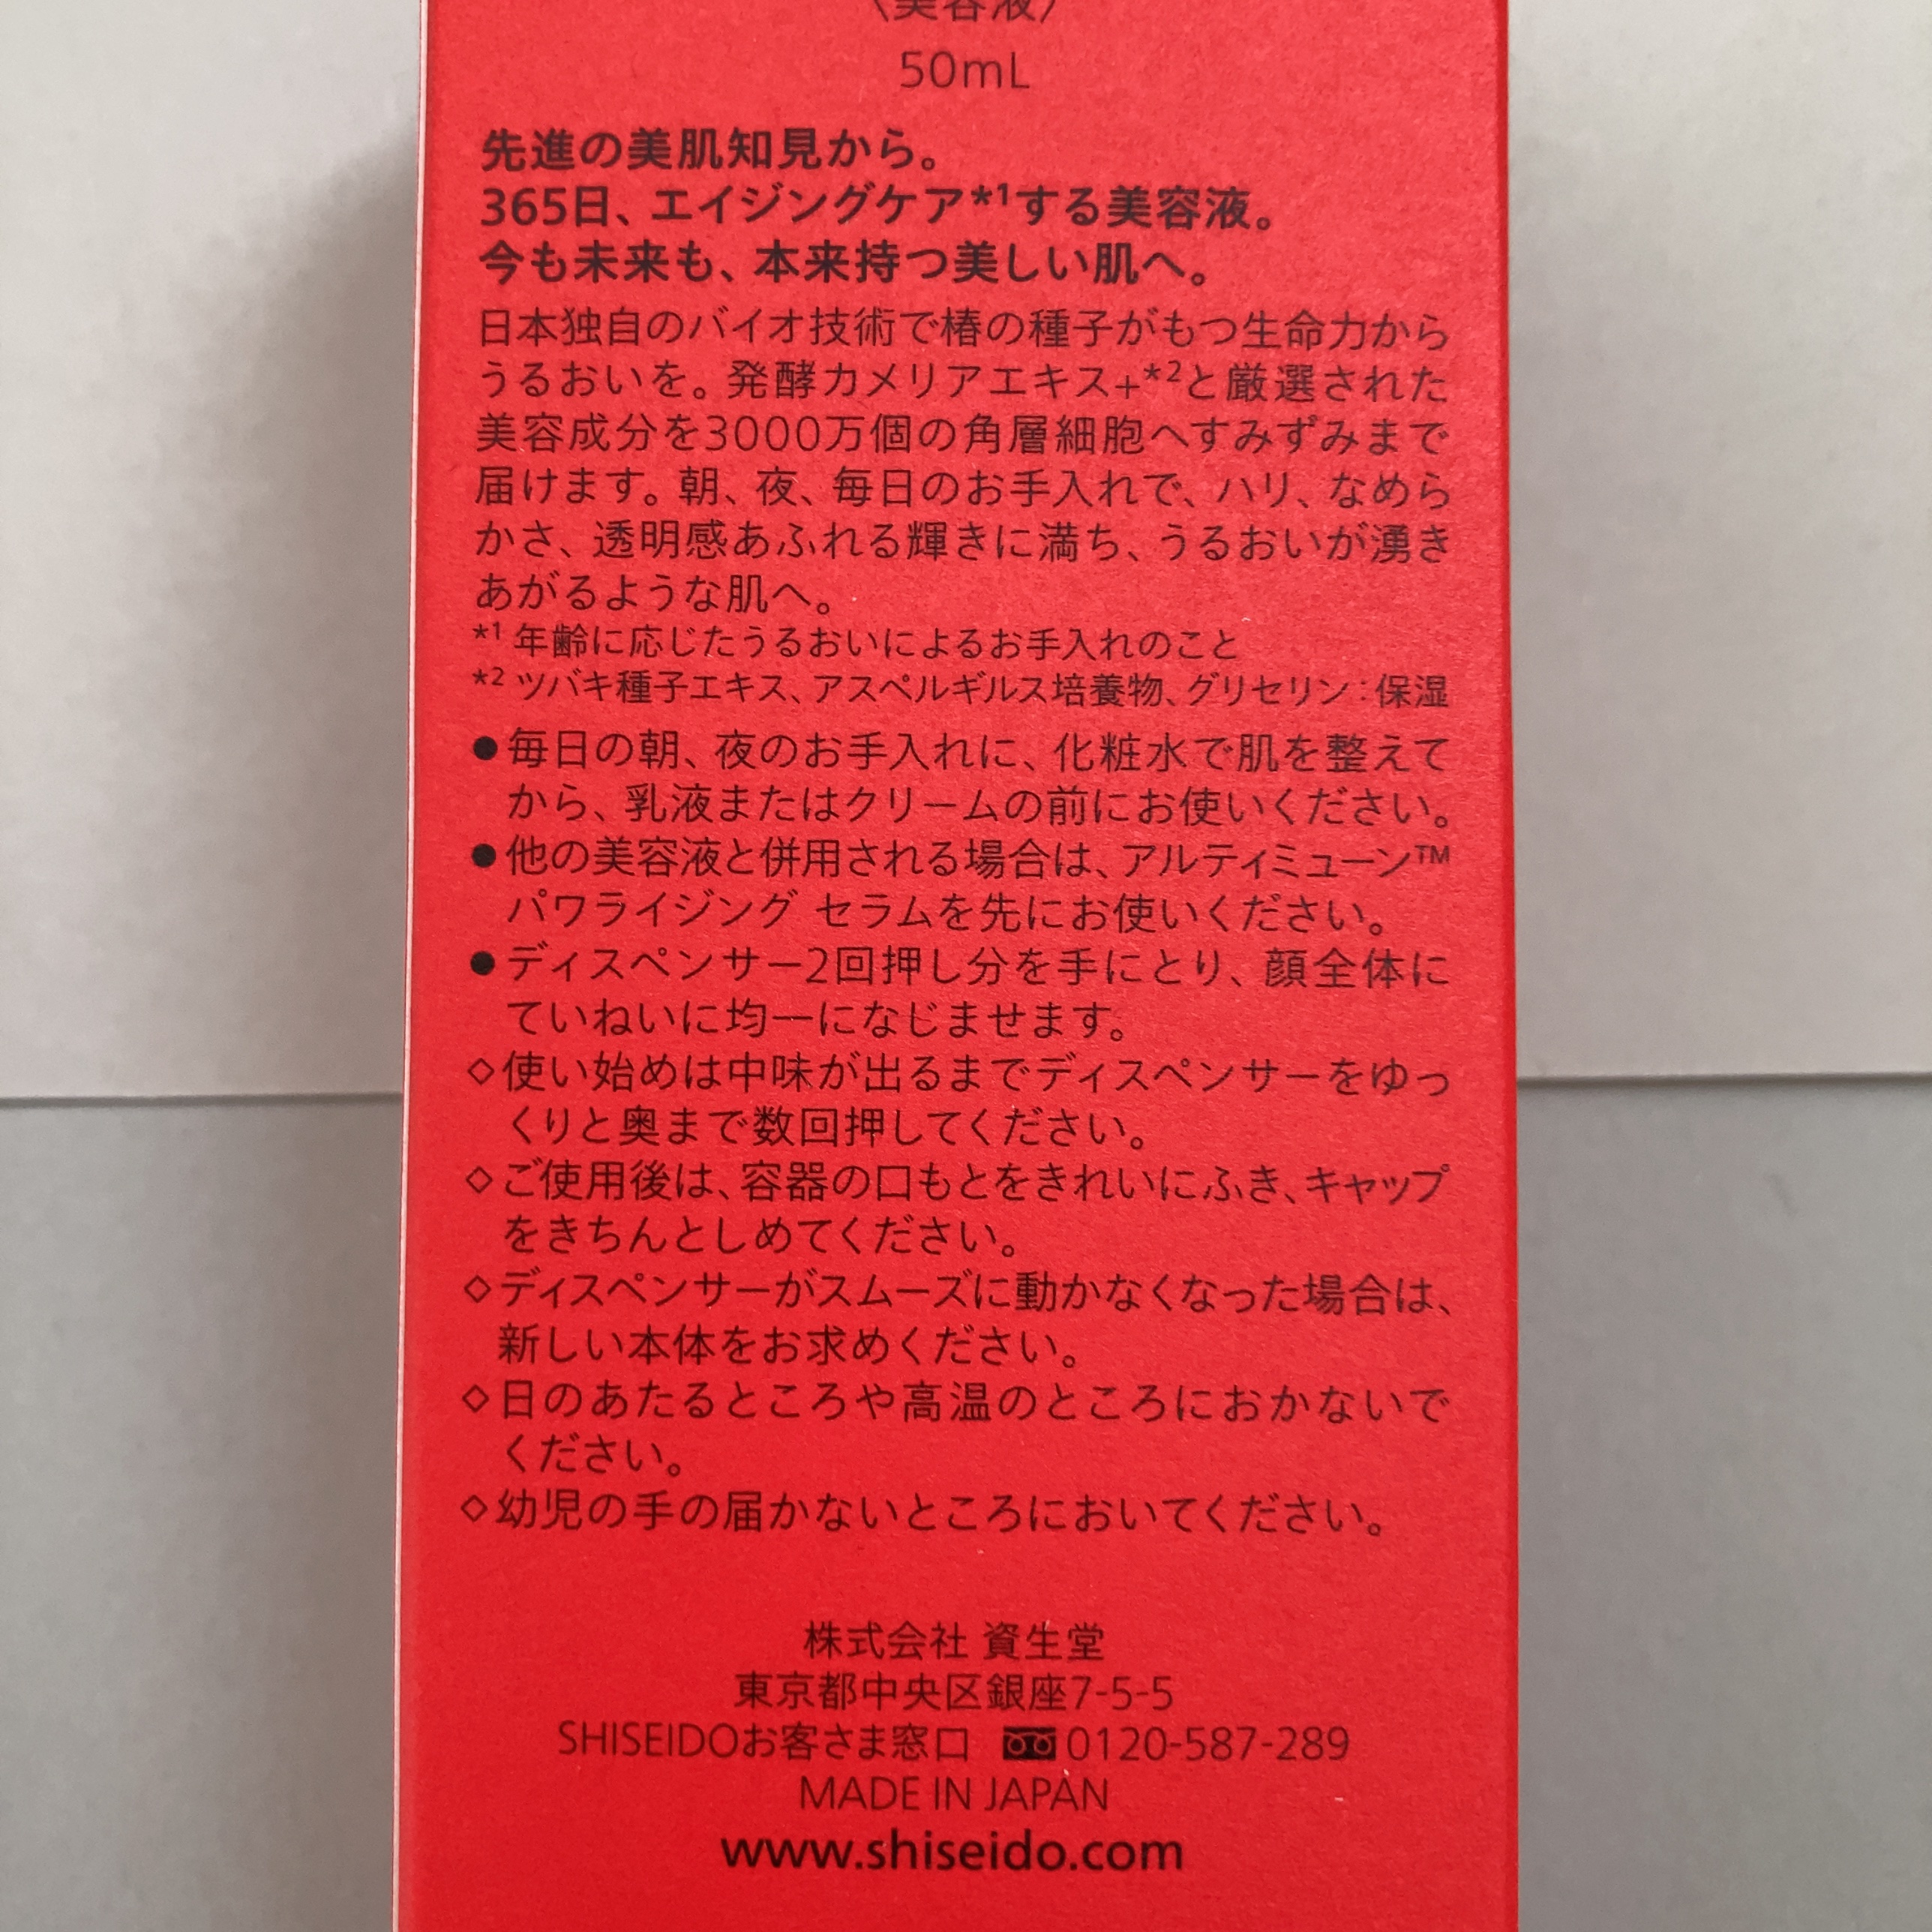 〈美容液〉
50mL
先進の美肌知見から。
365日、エイジングケア*1する美容液。
今も未来も、本来持つ美しい肌へ。
日本独自のバイオ技術で椿の種子がもつ生命力から
うるおいを。発酵カメリアエキス+*2と厳選された
美容成分を3000万個の角層細胞へすみずみまで
届けます。朝、夜、毎日のお手入れで、ハリ、なめら
かさ、透明感あふれる輝きに満ち、うるおいが湧き
あがるような肌へ。
*1 年齢に応じたうるおいによるお手入れのこと
*2 ツバキ種子エキス、アスペルギルス培養物、グリセリン：保湿
●毎日の朝、夜のお手入れに、化粧水で肌を整えて
から、乳液またはクリームの前にお使いください。
●他の美容液と併用される場合は、アルティミューン™
パワライジング セラムを先にお使いください。
●ディスペンサー2回押し分を手にとり、顔全体に
ていねいに均一になじませます。
◇使い始めは中味が出るまでディスペンサーをゆっ
くりと奥まで数回押してください。
◇ご使用後は、容器の口もとをきれいにふき、キャップ
をきちんとしめてください。
◇ディスペンサーがスムーズに動かなくなった場合は、
新しい本体をお求めください。
◇日のあたるところや高温のところにおかないで
ください。
◇幼児の手の届かないところにおいてください。
株式会社 資生堂
東京都中央区銀座7-5-5
SHISEIDOお客さま窓口 0120-587-289
MADE IN JAPAN
www.shiseido.com